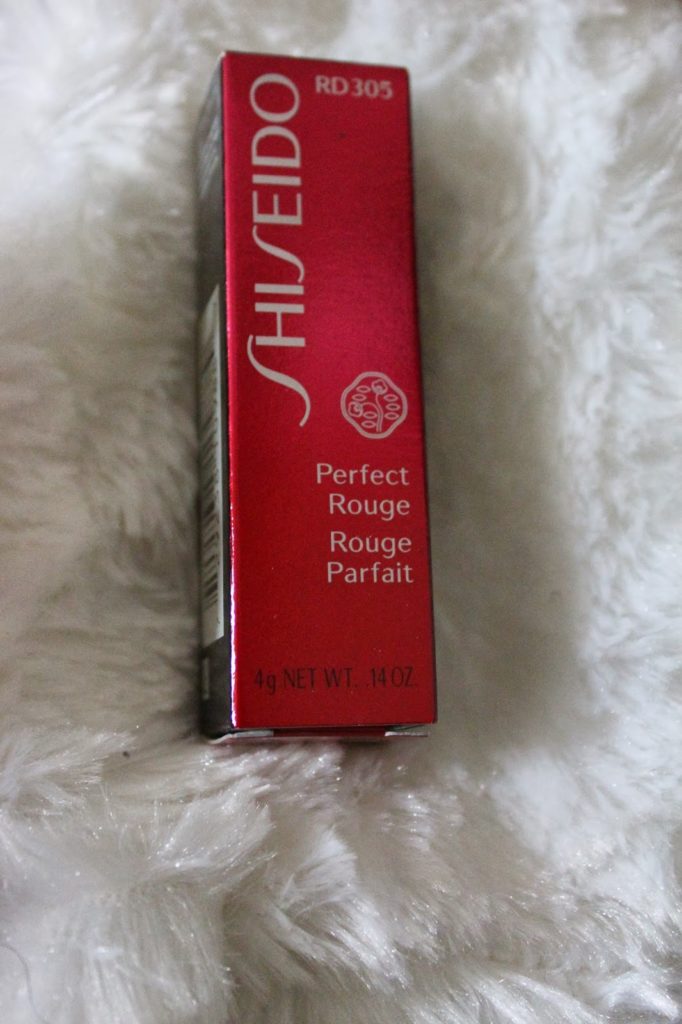 RD305
SHISEIDO
Perfect
Rouge
Rouge
Parfait
4g NET WT. .14 OZ.